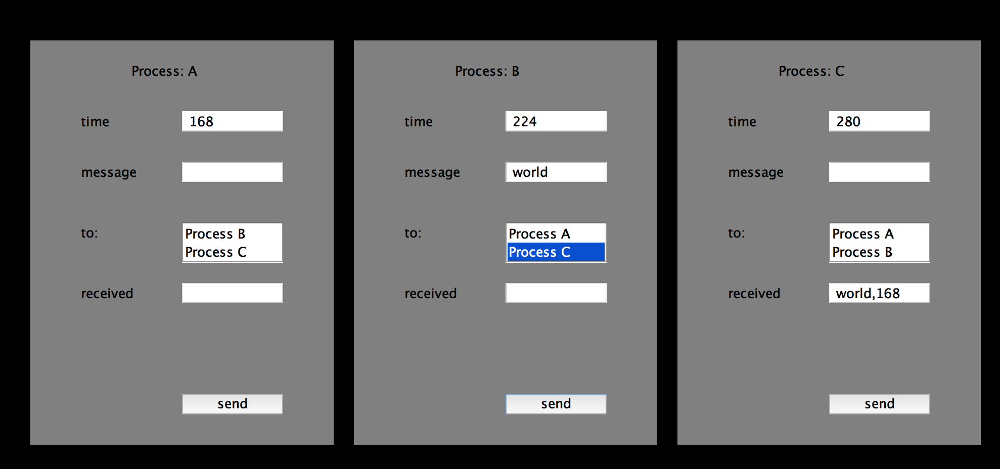 Process: A
time 168
message
to: Process B
Process C
received
send
Process: B
time 224
message world
to: Process A
Process C
received
send
Process: C
time 280
message
to: Process A
Process B
received world,168
send